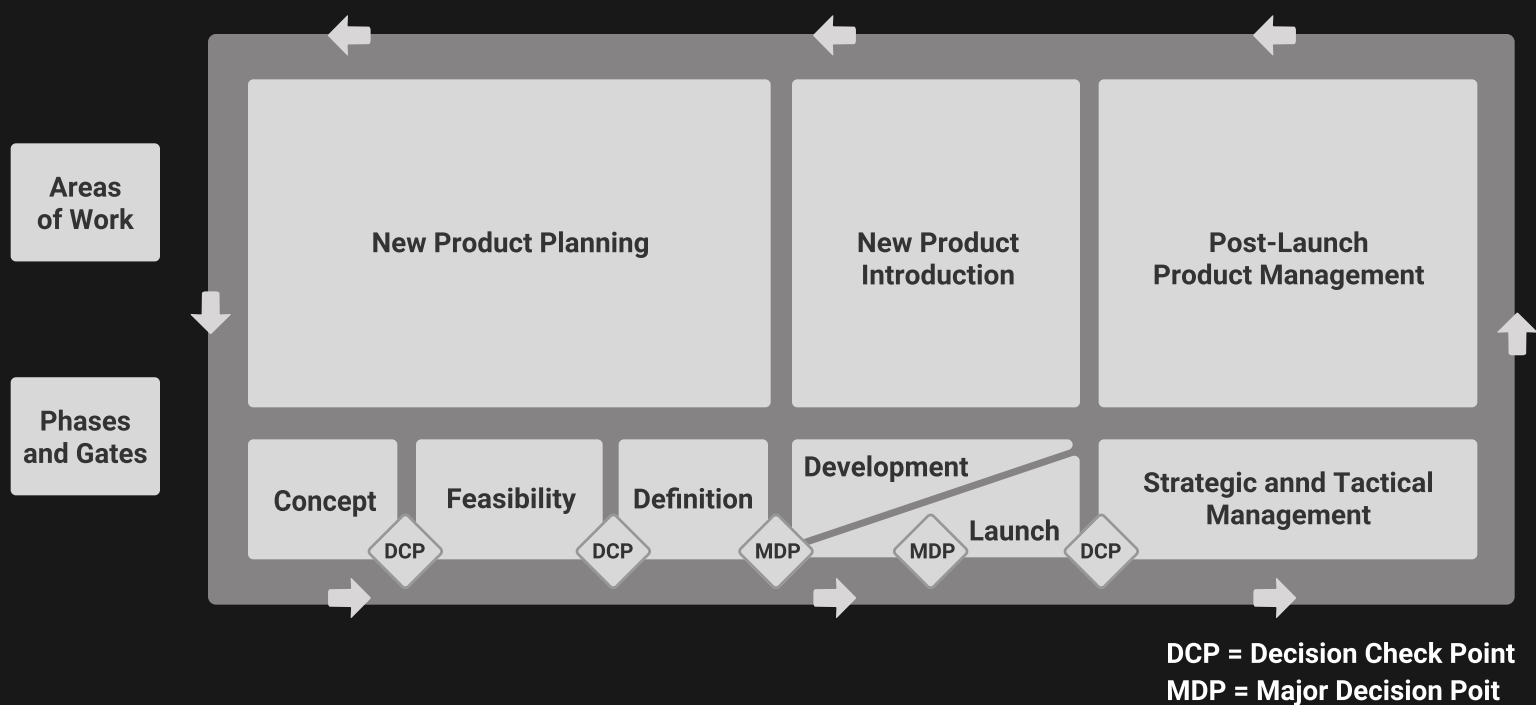 Areas
of Work
New Product Planning
New Product
Introduction
Post-Launch
Product Management
Phases
and Gates
Concept
Feasibility
Definition
Development
Launch
Strategic annd Tactical
Management
DCP
DCP
MDP
MDP
DCP
DCP = Decision Check Point
MDP = Major Decision Poit